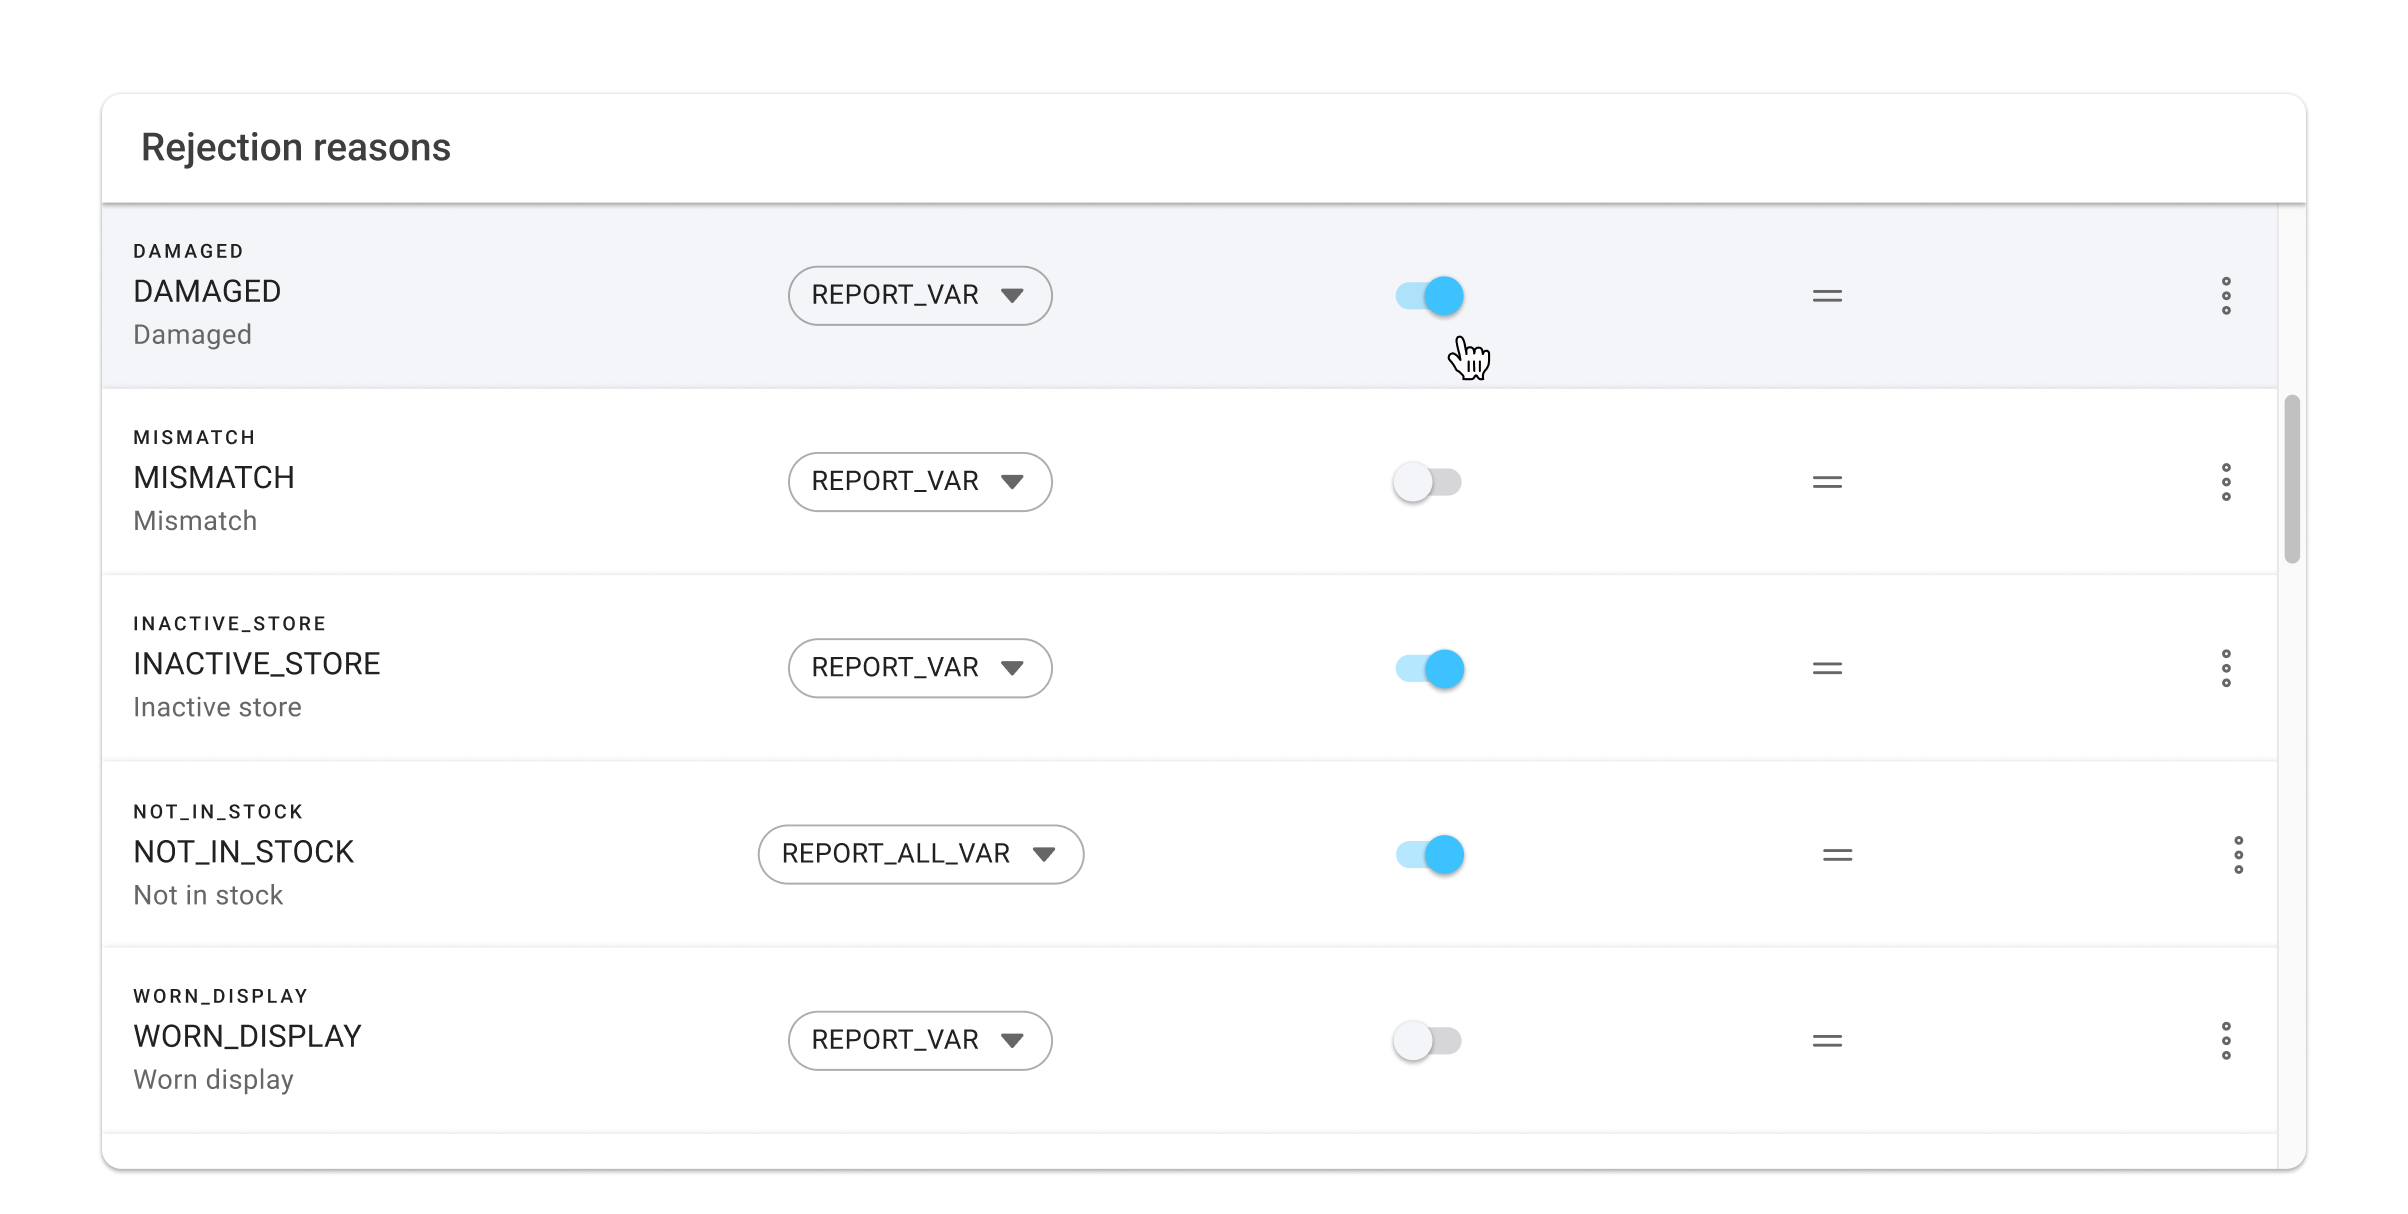 Rejection reasons
DAMAGED
DAMAGED
Damaged
REPORT_VAR
MISMATCH
MISMATCH
Mismatch
REPORT_VAR
INACTIVE_STORE
INACTIVE_STORE
Inactive store
REPORT_VAR
NOT_IN_STOCK
NOT_IN_STOCK
Not in stock
REPORT_ALL_VAR
WORN_DISPLAY
WORN_DISPLAY
Worn display
REPORT_VAR